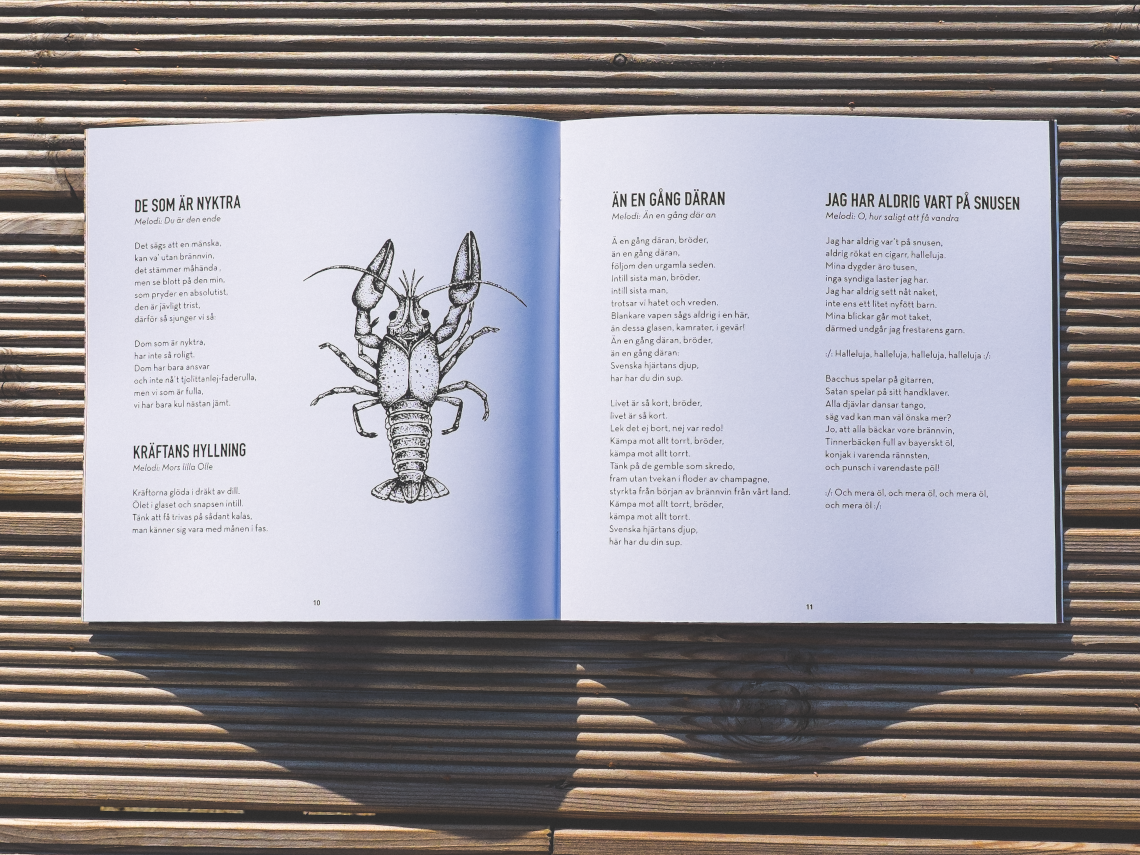 DE SOM ÄR NYKTRA
Melodi: Du är den ende
Det sägs att en mänska,
kan va' utan brännvin,
det stämmer måhända ,
men se blott på den min,
som pryder en absolutist,
den är jävligt trist,
därför så sjunger vi så:
Dom som är nyktra,
har inte så roligt.
Dom har bara ansvar
och inte nå't tjolittanlej-faderulla,
men vi som är fulla,
vi har bara kul nästan jämt.
KRÄFTANS HYLLNING
Melodi: Mors lilla Olle
Kräftorna glöda i dräkt av dill,
Ölet i glaset och snapsen intill.
Tänk att få trivas på sådant kalas,
man känner sig vara med månen i fas.
10
ÄN EN GÅNG DÄRAN
Melodi: Än en gång där an
Ä en gång däran, bröder,
än en gång däran,
följom den urgamla seden.
Intill sista man, bröder,
intill sista man,
trotsar vi hatet och vreden.
Blankare vapen sågs aldrig i en här,
än dessa glasen, kamrater, i gevär!
Än en gång däran, bröder,
än en gång däran:
Svenska hjärtans djup,
här har du din sup.
Livet är så kort, bröder,
livet är så kort.
Lek det ej bort, nej var redo!
Kämpa mot allt torrt, bröder,
kämpa mot allt torrt.
Tänk på de gemble som skredo,
fram utan tvekan i floder av champagne,
styrkta från början av brännvin från vårt land.
Kämpa mot allt torrt, bröder,
kämpa mot allt torrt.
Svenska hjärtans djup,
här har du din sup.
JAG HAR ALDRIG VART PÅ SNUSEN
Melodi: O, hur saligt att få vandra
Jag har aldrig var't på snusen,
aldrig rökat en cigarr, halleluja.
Mina dygder äro tusen,
inga syndiga laster jag har.
Jag har aldrig sett nåt naket,
inte ens ett litet nyfött barn.
Mina blickar går mot taket,
därmed undgår jag frestarens garn.
:/: Halleluja, halleluja, halleluja, halleluja :/:
Bacchus spelar på gitarren,
Satan spelar på sitt handklaver.
Alla djävlar dansar tango,
säg vad kan man väl önska mer?
Jo, att alla bäckar vore brännvin,
Tinnerbäcken full av bayerskt öl,
konjak i varenda rännsten,
och punsch i varendaste pöl!
:/: Och mera öl, och mera öl, och mera öl,
och mera öl :/:
11